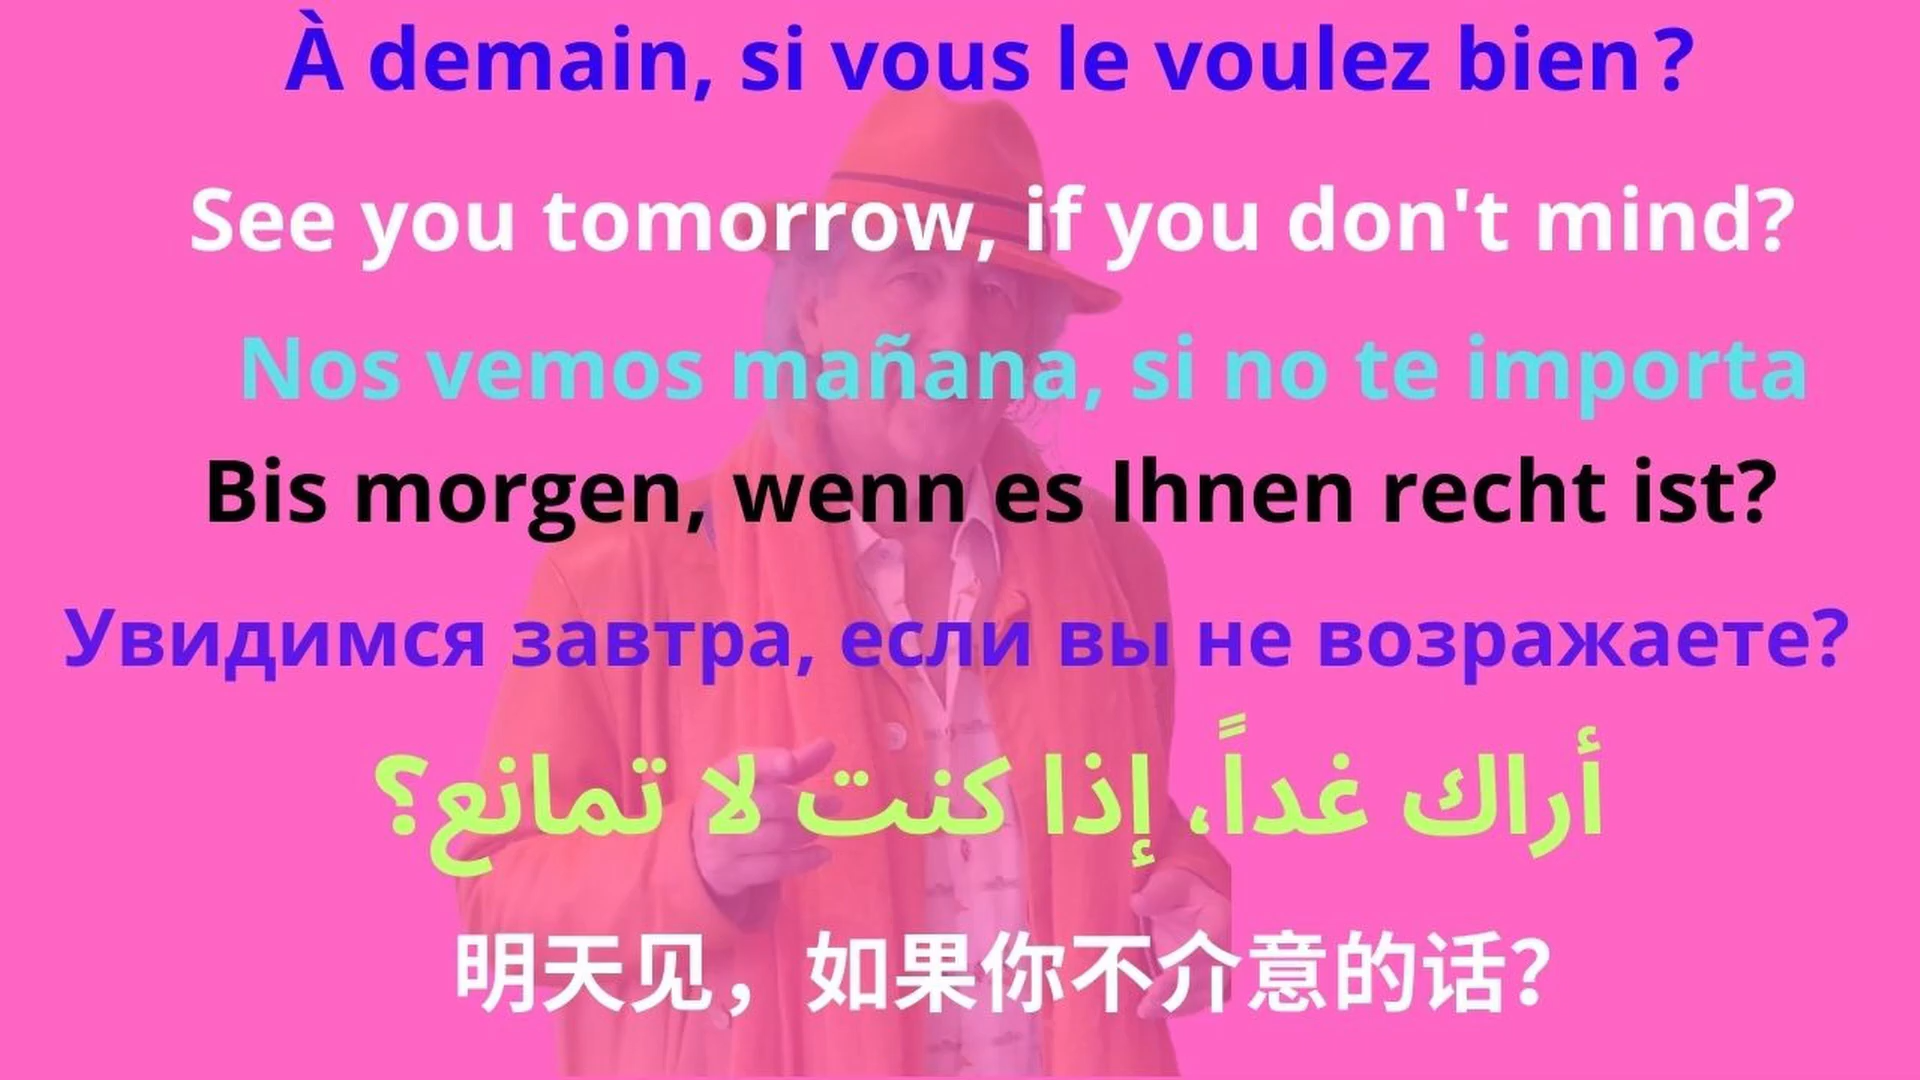 À demain, si vous le voulez bien ?
See you tomorrow, if you don't mind?
Nos vemos mañana, si no te importa
Bis morgen, wenn es Ihnen recht ist?
Увидимся завтра, если вы не возражаете?
أراك غداً، إذا كنت لا تمانع؟
明天见，如果你不介意的话？